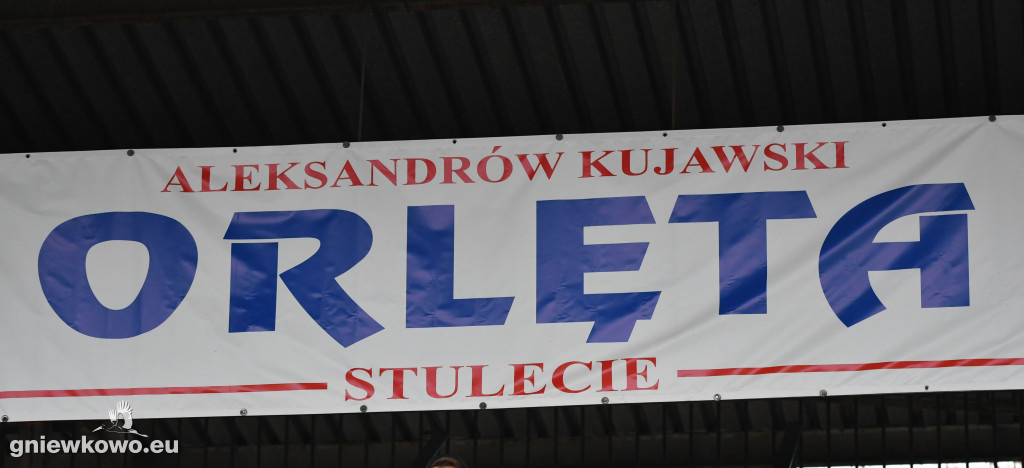 ALEKSANDRÓW KUJAWSKI
ORLĘTA
STULECIE
gniewkowo.eu